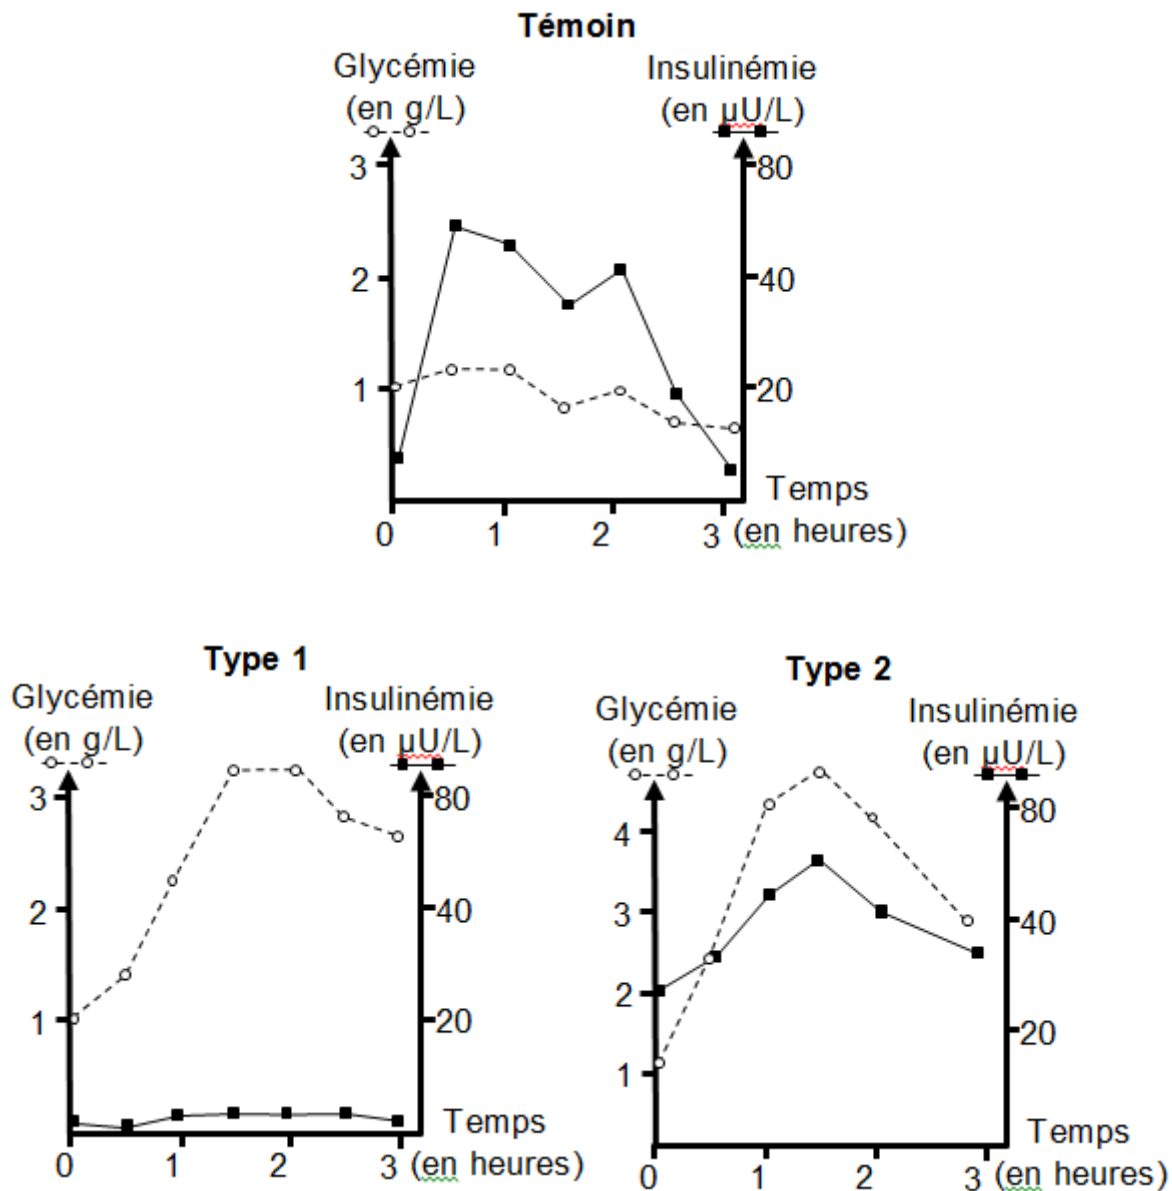 Témoin
Glycémie
(en g/L)
Insulinémie
(en µU/L)
3
2
1
80
40
20
0
1
2
3
Temps
(en heures)
Type 1
Glycémie
(en g/L)
Insulinémie
(en µU/L)
3
2
1
80
40
20
0
1
2
3
Temps
(en heures)
Type 2
Glycémie
(en g/L)
Insulinémie
(en µU/L)
4
3
2
1
80
40
20
0
1
2
3
Temps
(en heures)